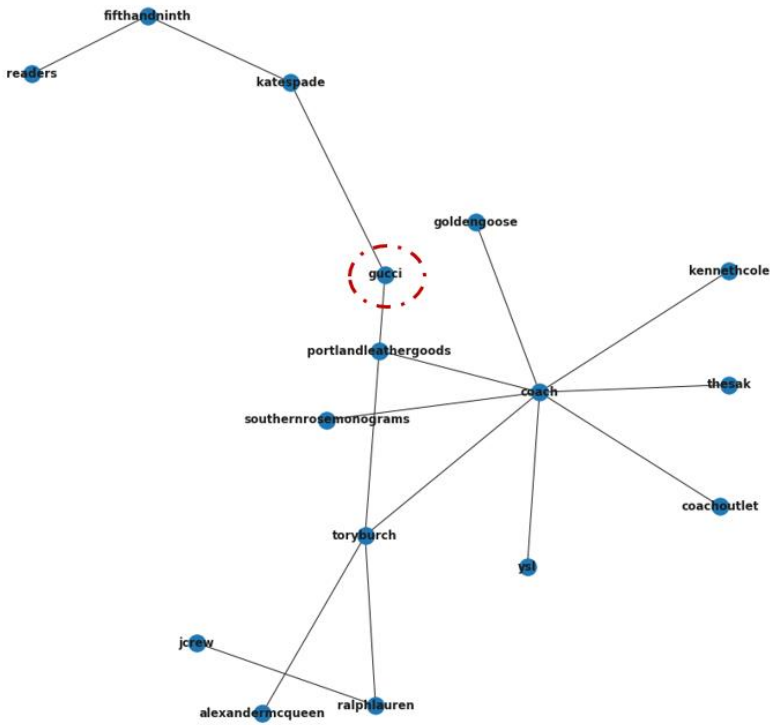 fifthandninth
readers
katespade
goldengoose
gucci
kennethcole
portlandleathergoods
thesak
coach
southernrosemonograms
coachoutlet
toryburch
ysl
jcrew
ralphlauren
alexandermcqueen